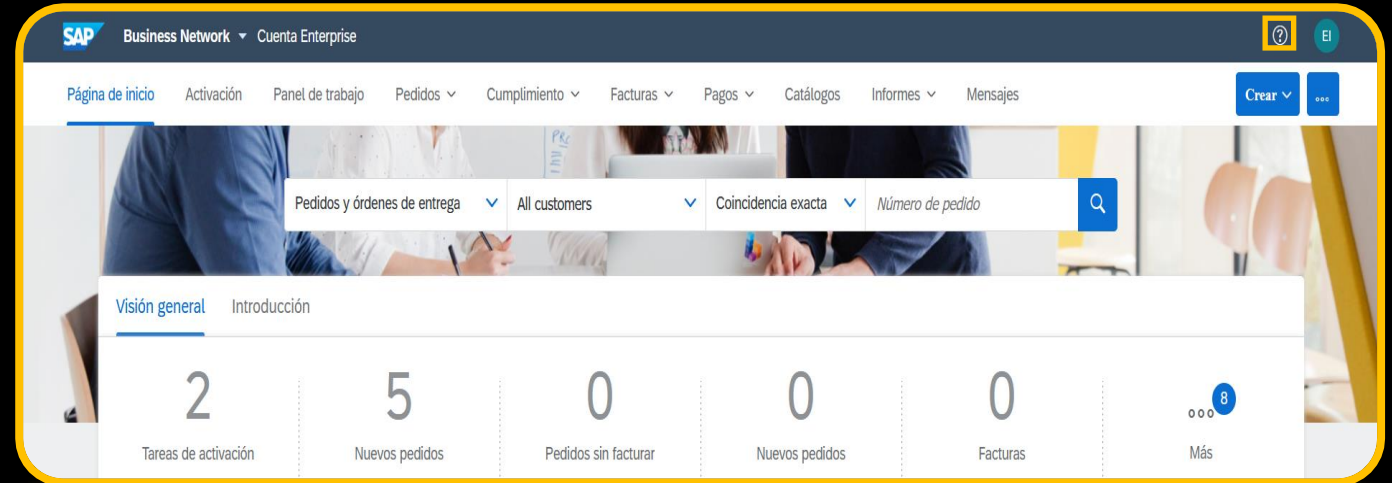 SAP Business Network Cuenta Enterprise ? EI
Página de inicio Activación Panel de trabajo Pedidos Cumplimiento Facturas Pagos Catálogos Informes Mensajes Crear
Pedidos y órdenes de entrega All customers Coincidencia exacta Número de pedido
Visión general Introducción
2 5 0 0 0 8
Tareas de activación Nuevos pedidos Pedidos sin facturar Nuevos pedidos Facturas Más